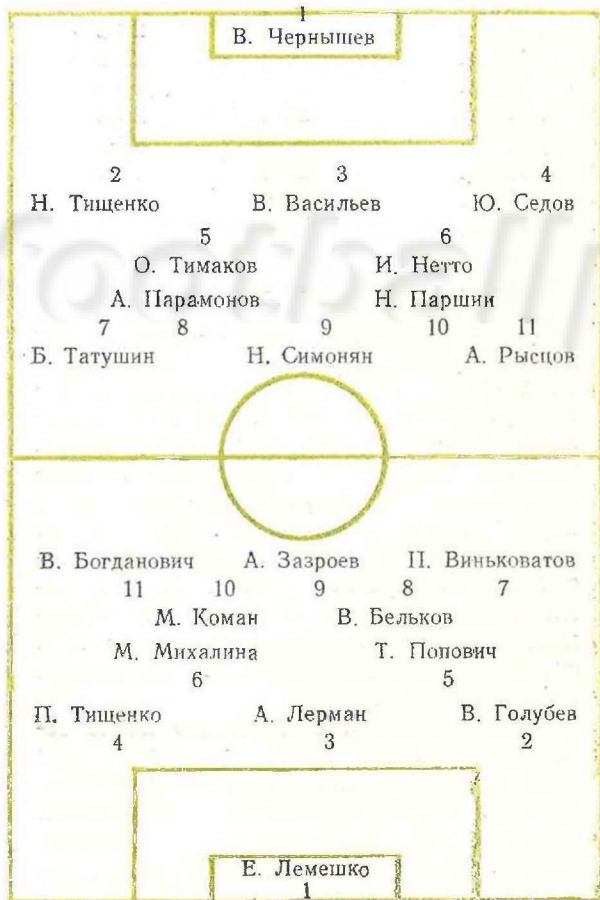 1
В. Чернышев
2 3 4
Н. Тищенко В. Васильев Ю. Седов
5 6
О. Тимаков И. Нетто
А. Парамонов Н. Паршин
7 8 9 10 11
Б. Татушин Н. Симонян А. Рысцов
В. Богданович А. Зазроев П. Виньковатов
11 10 9 8 7
М. Коман В. Бельков
М. Михалина Т. Попович
6 5
П. Тищенко А. Лерман В. Голубев
4 3 2
Е. Лемешко
1